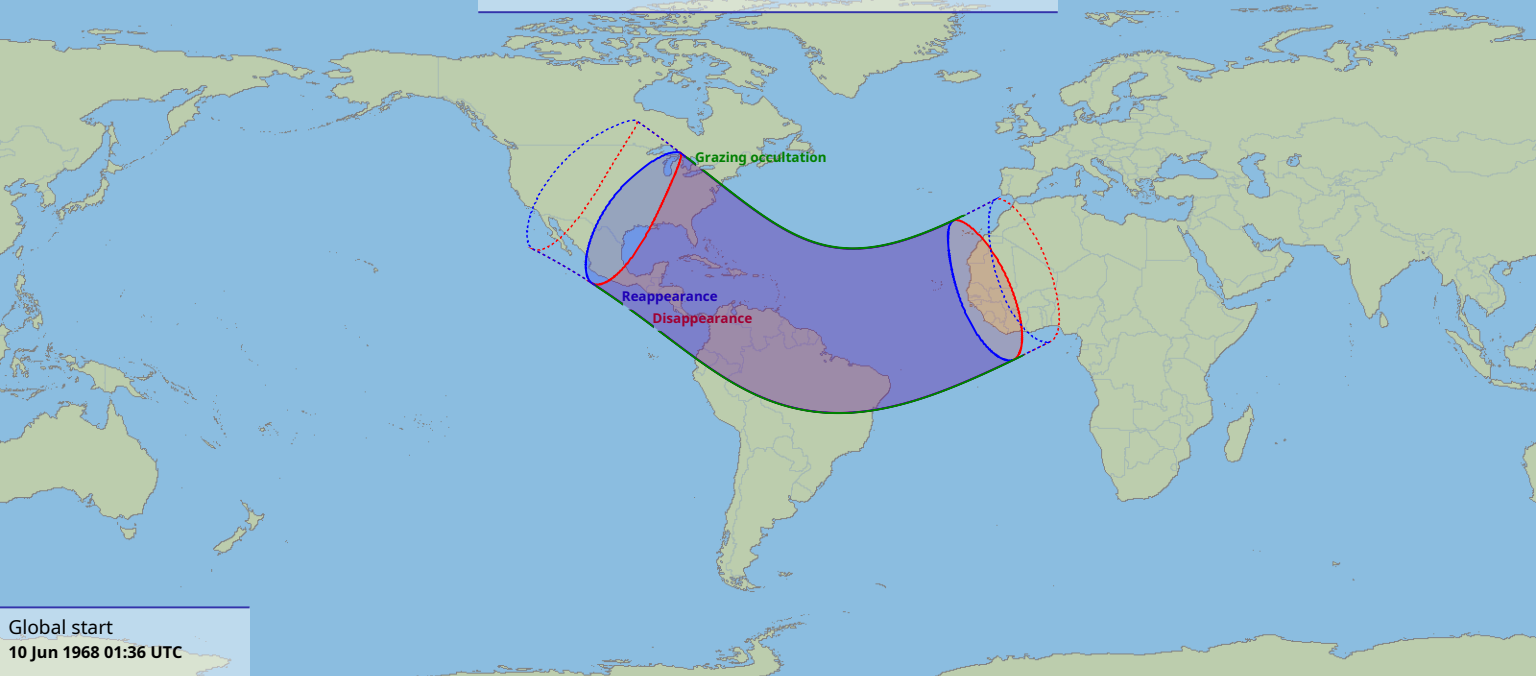 Grazing occultation
Reappearance
Disappearance
Global start
10 Jun 1968 01:36 UTC